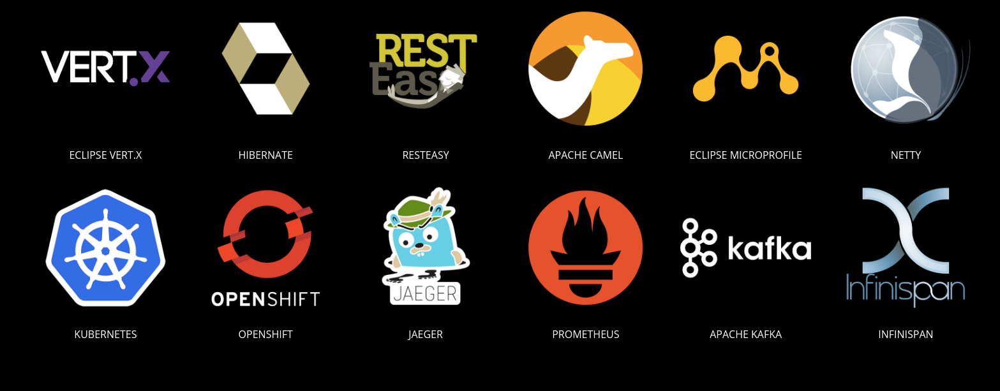 VERT.X
REST
Easy
ECLIPSE VERT.X
HIBERNATE
RESTEASY
APACHE CAMEL
ECLIPSE MICROPROFILE
NETTY
OPENSHIFT
JAEGER
kafka
Infinispan
KUBERNETES
OPENSHIFT
JAEGER
PROMETHEUS
APACHE KAFKA
INFINISPAN